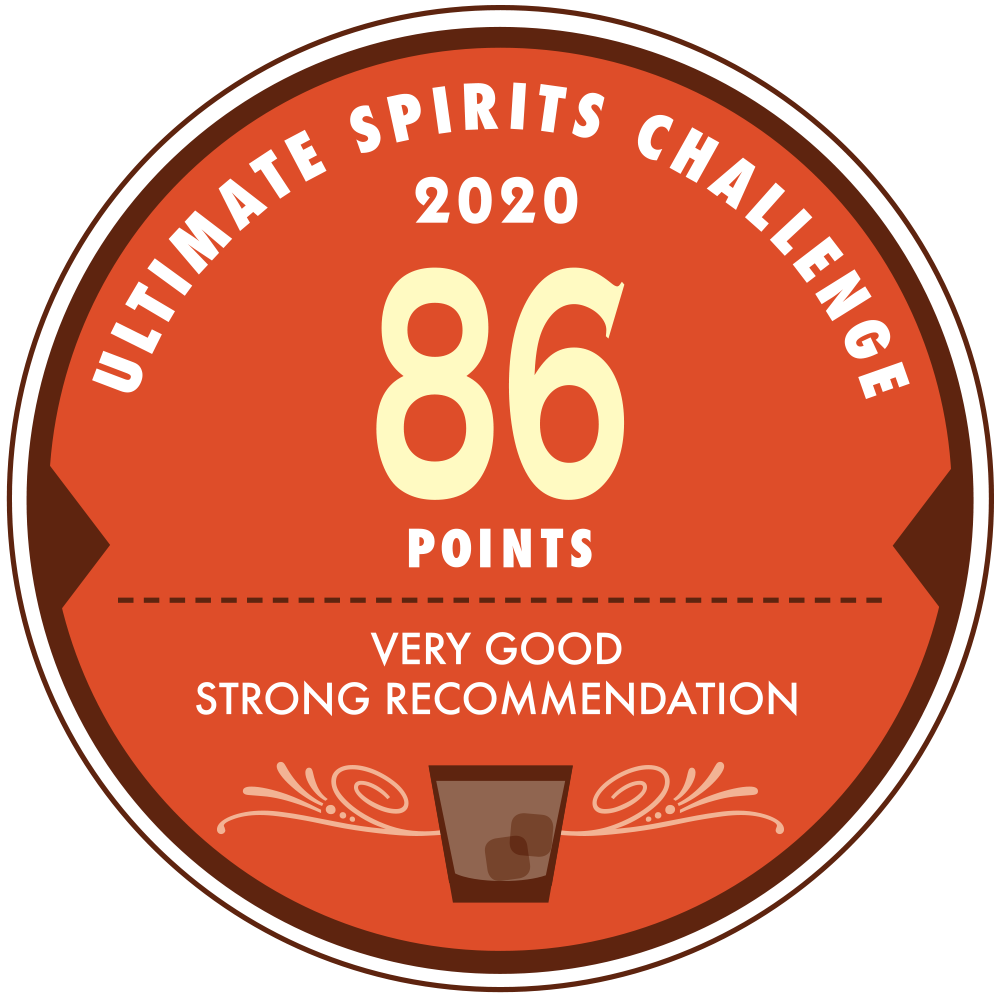 ULTIMATE SPIRITS CHALLENGE
2020
86
POINTS
VERY GOOD
STRONG RECOMMENDATION